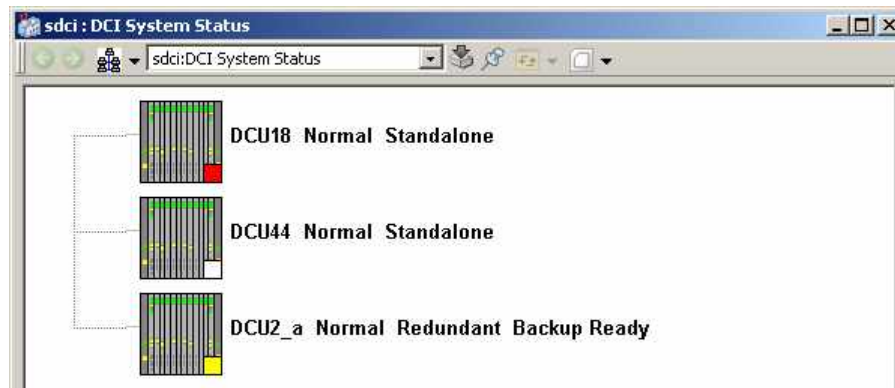 sdci : DCI System Status
sdci:DCI System Status
DCU18 Normal Standalone
DCU44 Normal Standalone
DCU2_a Normal Redundant Backup Ready